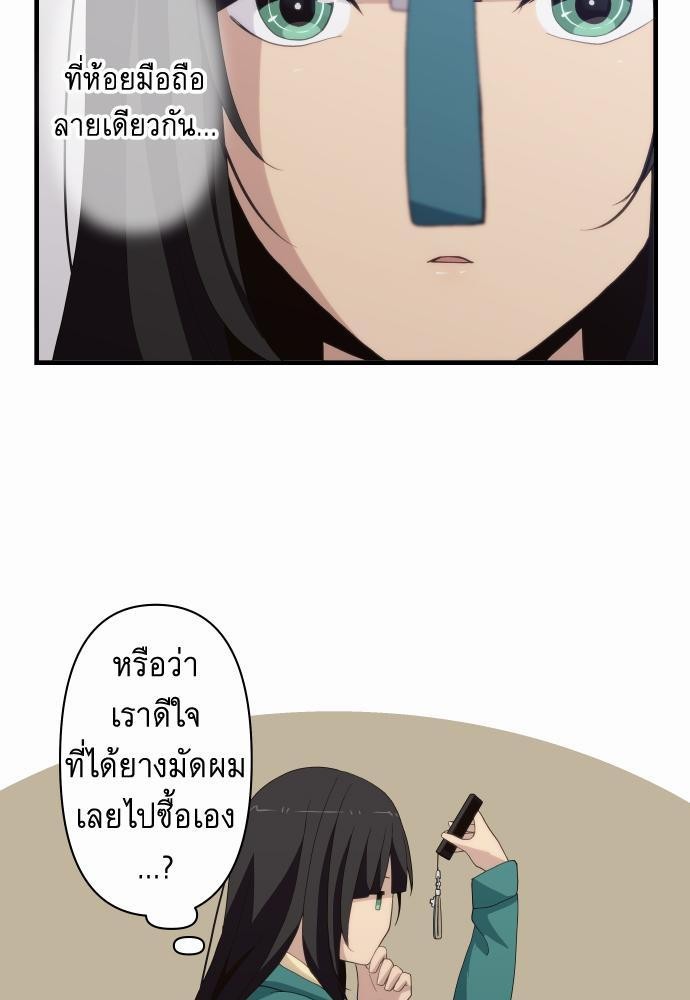 ที่ห้อยมือถือ
ลายเดียวกัน...
หรือว่า
เราดีใจ
ที่ได้ยางมัดผม
เลยไปซื้อเอง
...?